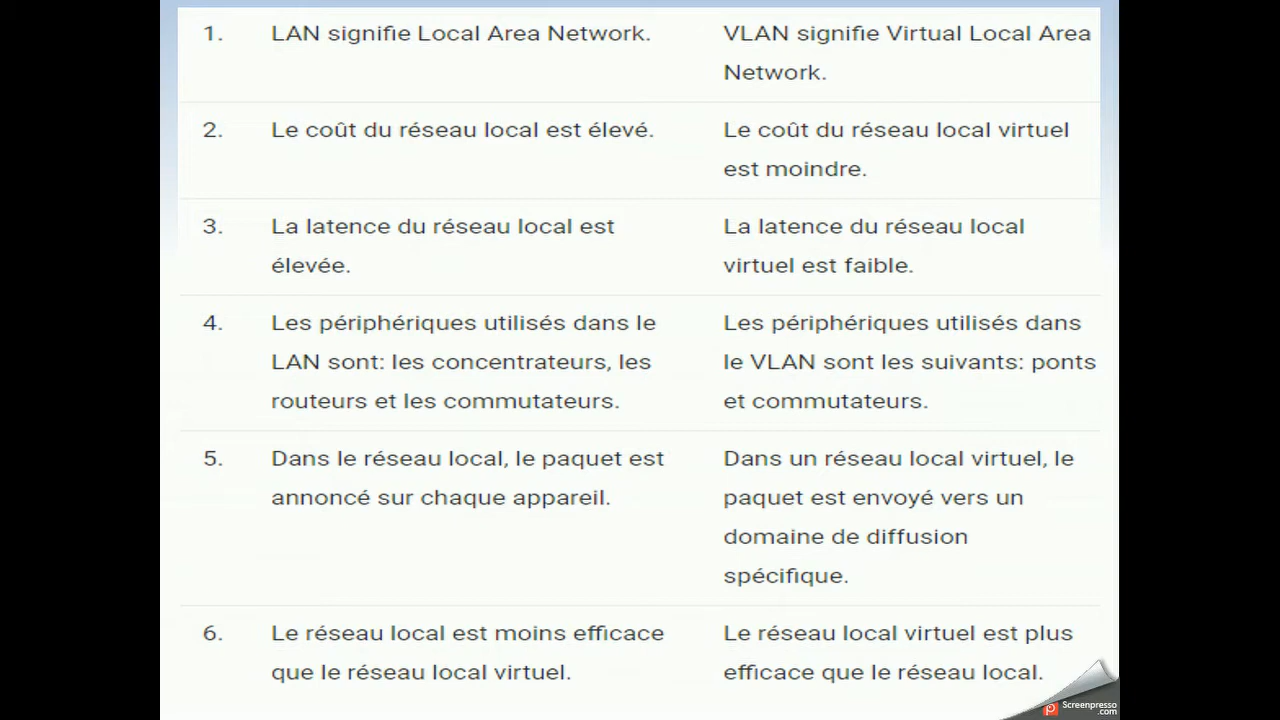 1. LAN signifie Local Area Network. VLAN signifie Virtual Local Area
Network.
2. Le coût du réseau local est élevé. Le coût du réseau local virtuel
est moindre.
3. La latence du réseau local est La latence du réseau local
élevée. virtuel est faible.
4. Les périphériques utilisés dans le Les périphériques utilisés dans
LAN sont: les concentrateurs, les le VLAN sont les suivants: ponts
routeurs et les commutateurs. et commutateurs.
5. Dans le réseau local, le paquet est Dans un réseau local virtuel, le
annoncé sur chaque appareil. paquet est envoyé vers un
domaine de diffusion
spécifique.
6. Le réseau local est moins efficace Le réseau local virtuel est plus
que le réseau local virtuel. efficace que le réseau local.
Screenpresso
.com